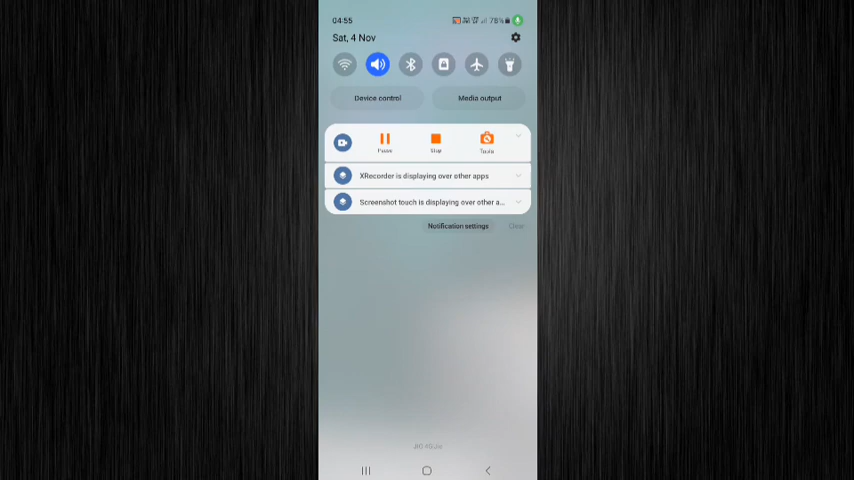 04:55 78%
Sat, 4 Nov
Device control Media output
Pause Stop Tools
XRecorder is displaying over other apps
Screenshot touch is displaying over other a...
Notification settings Clear